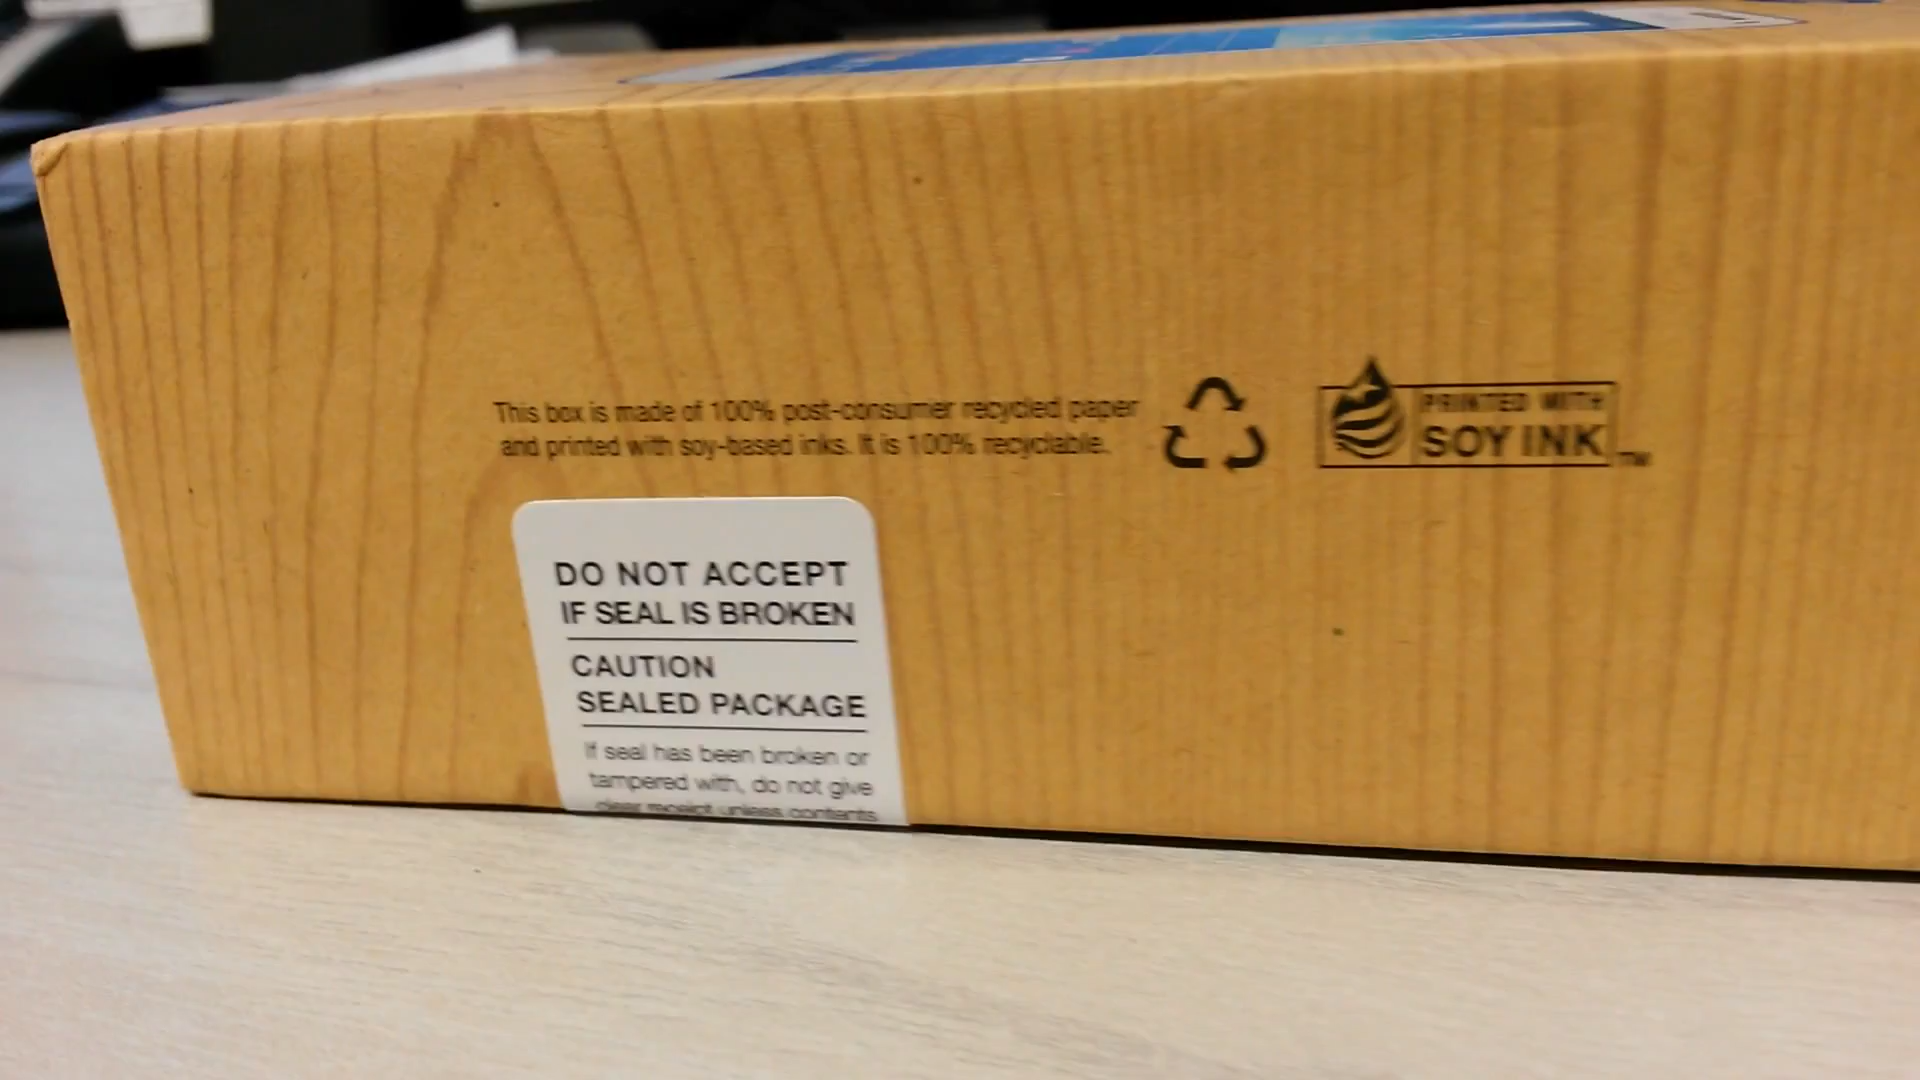 This box is made of 100% post-consumer recycled paper
and printed with soy-based inks. It is 100% recyclable.
PRINTED WITH
SOY INK TM
DO NOT ACCEPT
IF SEAL IS BROKEN
CAUTION
SEALED PACKAGE
If seal has been broken or
tampered with, do not give
clear receipt unless contents